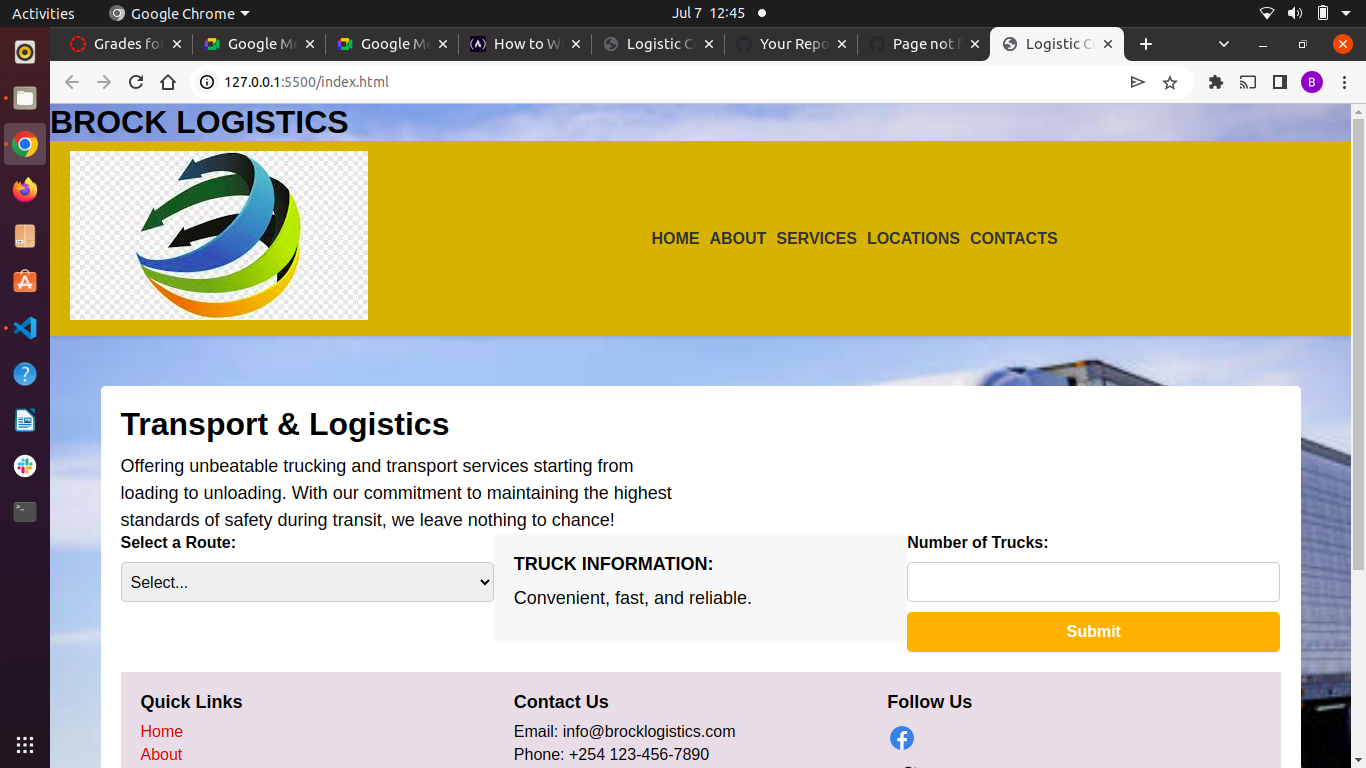 Activities
Google Chrome
Jul 7 12:45
Grades for
Google Me
Google Me
How to W
Logistic C
Your Repo
Page not f
Logistic C
127.0.0.1:5500/index.html
B
BROCK LOGISTICS
HOME ABOUT SERVICES LOCATIONS CONTACTS
Transport & Logistics
Offering unbeatable trucking and transport services starting from
loading to unloading. With our commitment to maintaining the highest
standards of safety during transit, we leave nothing to chance!
Select a Route:
Select...
TRUCK INFORMATION:
Convenient, fast, and reliable.
Number of Trucks:
Submit
Quick Links
Home
About
Contact Us
Email: info@brocklogistics.com
Phone: +254 123-456-7890
Follow Us